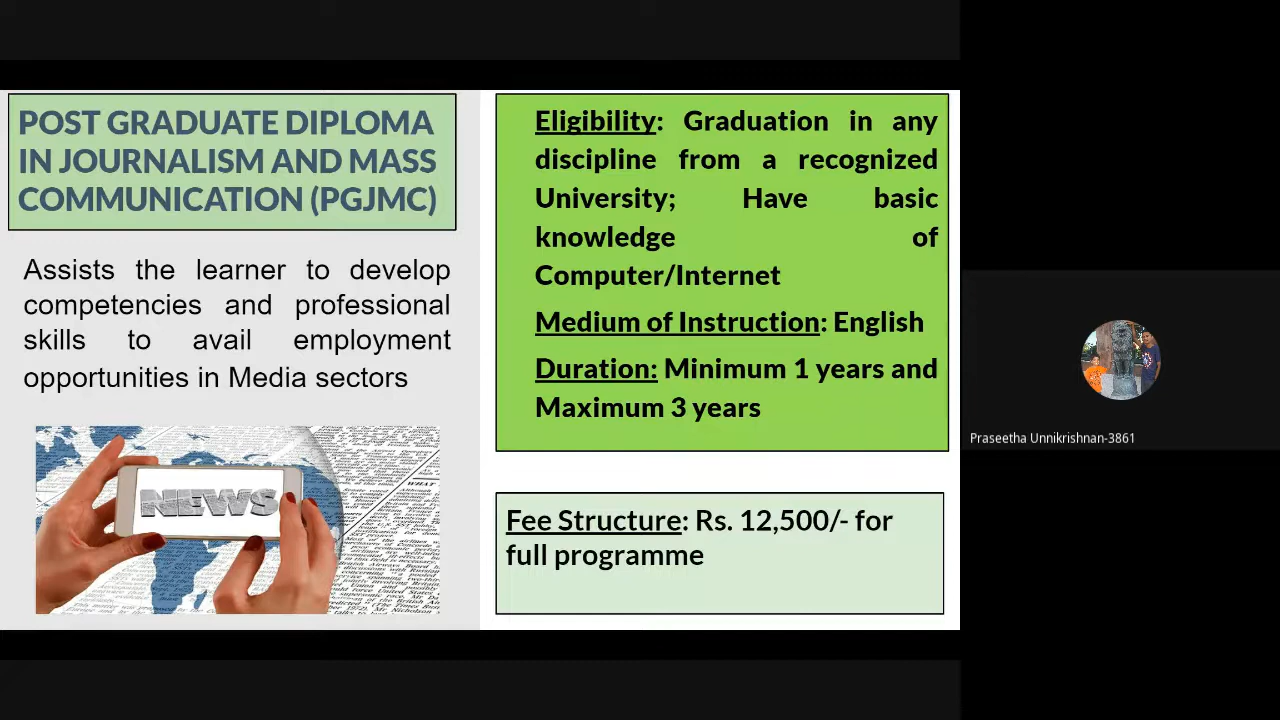 POST GRADUATE DIPLOMA
IN JOURNALISM AND MASS
COMMUNICATION (PGJMC)
Assists the learner to develop
competencies and professional
skills to avail employment
opportunities in Media sectors
NEWS
Eligibility: Graduation in any
discipline from a recognized
University; Have basic
knowledge of
Computer/Internet
Medium of Instruction: English
Duration: Minimum 1 years and
Maximum 3 years
Fee Structure: Rs. 12,500/- for
full programme
Praseetha Unnikrishnan-3861